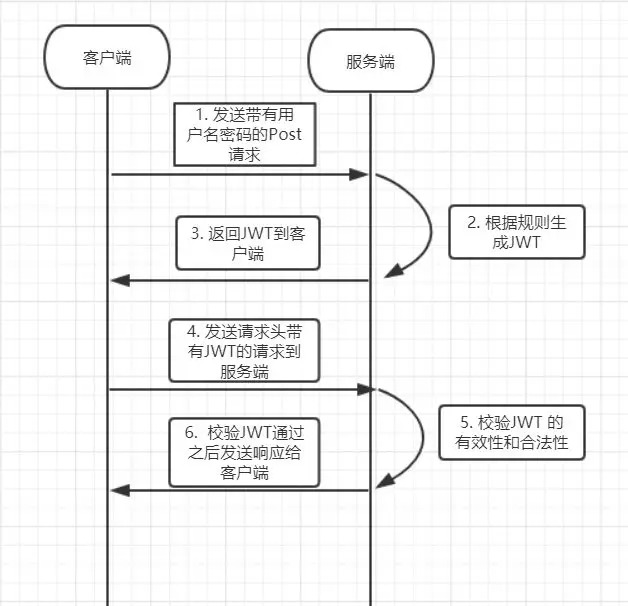 客户端
服务端
1. 发送带有用
户名密码的Post
请求
2. 根据规则生
成JWT
3. 返回JWT到客
户端
4. 发送请求头带
有JWT的请求到
服务端
5. 校验JWT 的
有效性和合法性
6. 校验JWT通过
之后发送响应给
客户端